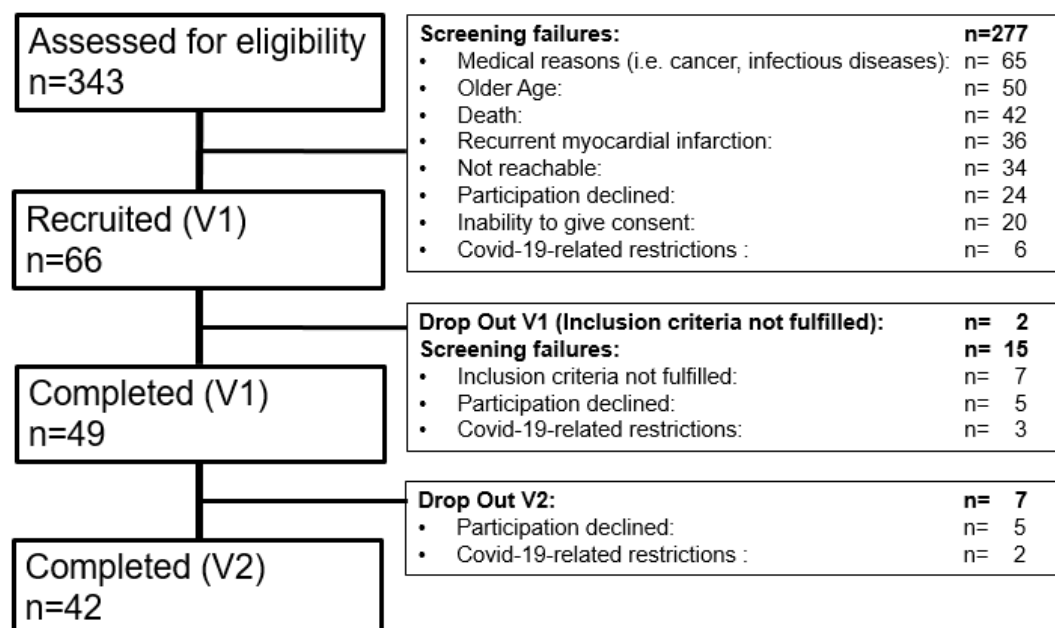 Assessed for eligibility
n=343
Screening failures: n=277
• Medical reasons (i.e. cancer, infectious diseases): n= 65
• Older Age: n= 50
• Death: n= 42
• Recurrent myocardial infarction: n= 36
• Not reachable: n= 34
• Participation declined: n= 24
• Inability to give consent: n= 20
• Covid-19-related restrictions : n= 6
Recruited (V1)
n=66
Drop Out V1 (Inclusion criteria not fulfilled): n= 2
Screening failures: n= 15
• Inclusion criteria not fulfilled: n= 7
• Participation declined: n= 5
• Covid-19-related restrictions: n= 3
Completed (V1)
n=49
Drop Out V2: n= 7
• Participation declined: n= 5
• Covid-19-related restrictions : n= 2
Completed (V2)
n=42